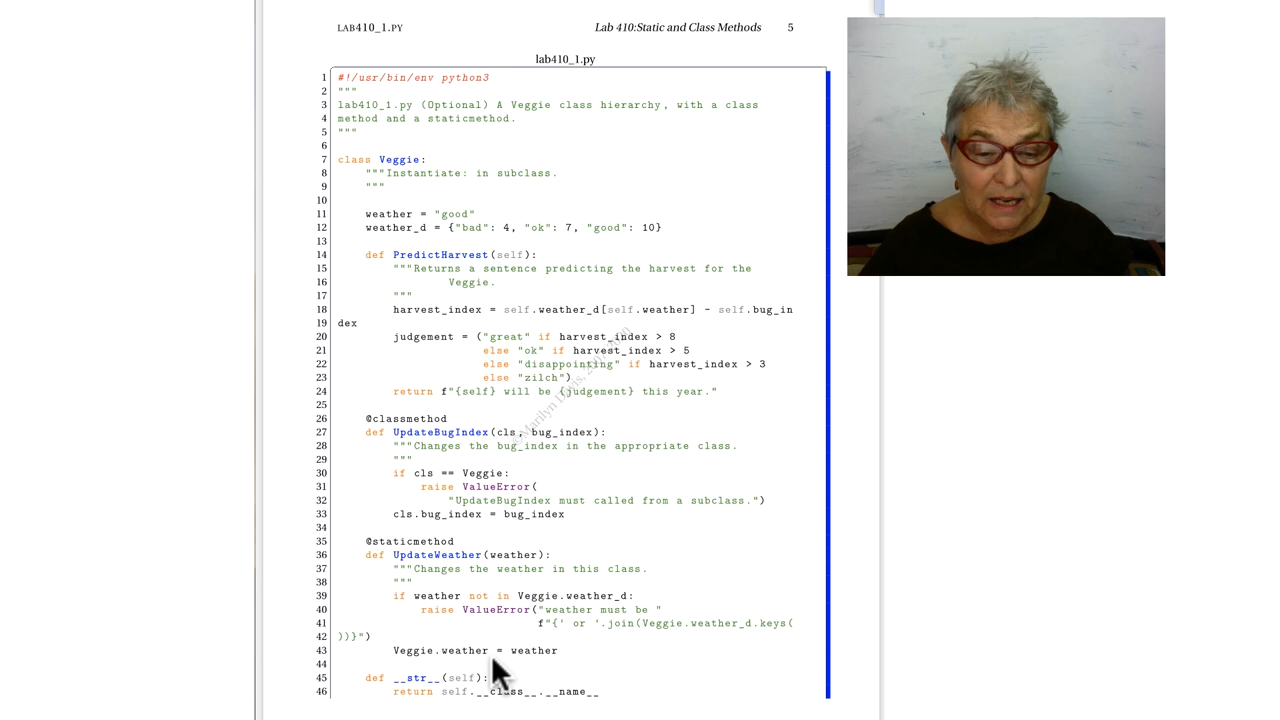 LAB410_1.PY Lab 410:Static and Class Methods 5
lab410_1.py
1 #!/usr/bin/env python3
2 """
3 lab410_1.py (Optional) A Veggie class hierarchy, with a class
4 method and a staticmethod.
5 """
6
7 class Veggie:
8 """Instantiate: in subclass.
9 """
10
11 weather = "good"
12 weather_d = {"bad": 4, "ok": 7, "good": 10}
13
14 def PredictHarvest(self):
15 """Returns a sentence predicting the harvest for the
16 Veggie.
17 """
18 harvest_index = self.weather_d[self.weather] - self.bug_in
19 dex
20 judgement = ("great" if harvest_index > 8
21 else "ok" if harvest_index > 5
22 else "disappointing" if harvest_index > 3
23 else "zilch")
24 return f"{self} will be {judgement} this year."
25
26 @classmethod
27 def UpdateBugIndex(cls, bug_index):
28 """Changes the bug_index in the appropriate class.
29 """
30 if cls == Veggie:
31 raise ValueError(
32 "UpdateBugIndex must called from a subclass.")
33 cls.bug_index = bug_index
34
35 @staticmethod
36 def UpdateWeather(weather):
37 """Changes the weather in this class.
38 """
39 if weather not in Veggie.weather_d:
40 raise ValueError("weather must be "
41 f"{' or '.join(Veggie.weather_d.keys(
42 ))}")
43 Veggie.weather = weather
44
45 def __str__(self):
46 return self.__class__.__name__
©Marilyn Davis,